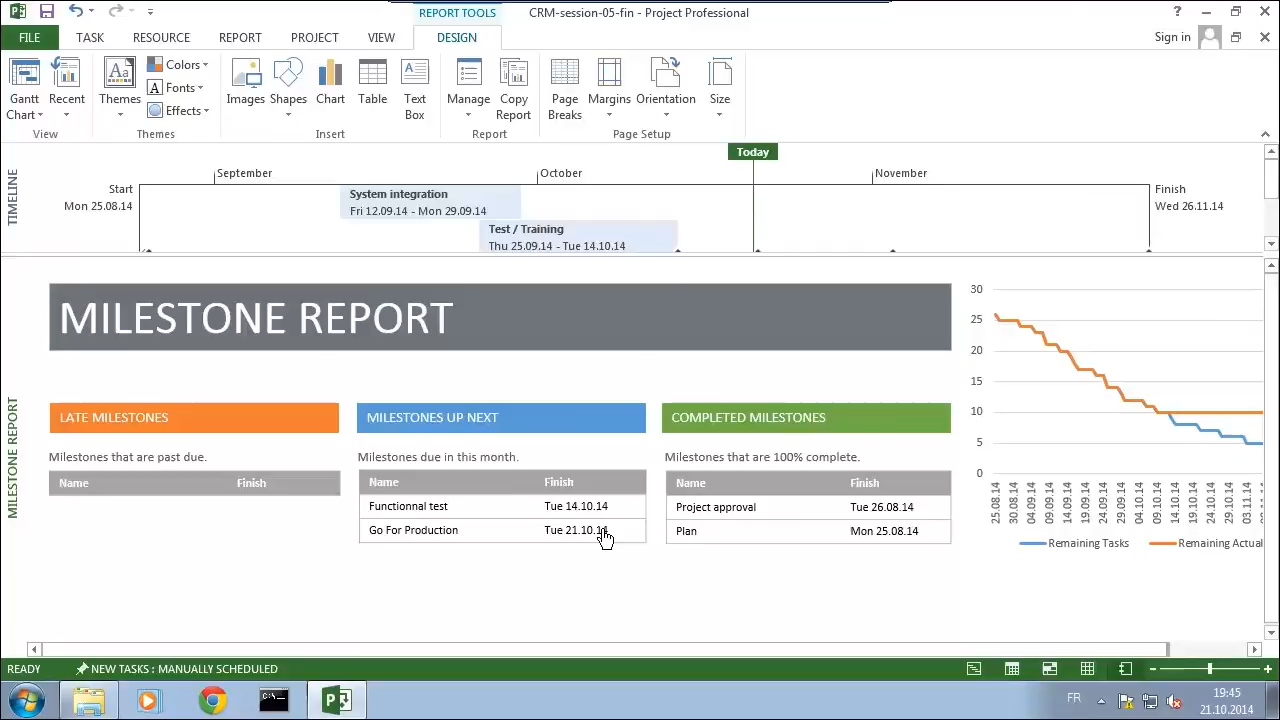 REPORT TOOLS
CRM-session-05-fin - Project Professional
FILE TASK RESOURCE REPORT PROJECT VIEW DESIGN
Sign in
Gantt Chart
Recent
Themes
Colors
Fonts
Effects
Images
Shapes
Chart
Table
Text Box
Manage
Copy Report
Page Breaks
Margins
Orientation
Size
View
Themes
Insert
Report
Page Setup
Today
TIMELINE
September
October
November
Start
Mon 25.08.14
System integration
Fri 12.09.14 - Mon 29.09.14
Test / Training
Thu 25.09.14 - Tue 14.10.14
Finish
Wed 26.11.14
MILESTONE REPORT
MILESTONE REPORT
LATE MILESTONES
Milestones that are past due.
Name Finish
MILESTONES UP NEXT
Milestones due in this month.
Name Finish
Functionnal test Tue 14.10.14
Go For Production Tue 21.10.14
COMPLETED MILESTONES
Milestones that are 100% complete.
Name Finish
Project approval Tue 26.08.14
Plan Mon 25.08.14
30
25
20
15
10
5
0
25.08.14
30.08.14
04.09.14
09.09.14
14.09.14
19.09.14
24.09.14
29.09.14
04.10.14
09.10.14
14.10.14
19.10.14
24.10.14
29.10.14
03.11
Remaining Tasks
Remaining Actual
READY
NEW TASKS : MANUALLY SCHEDULED
FR
19:45
21.10.2014